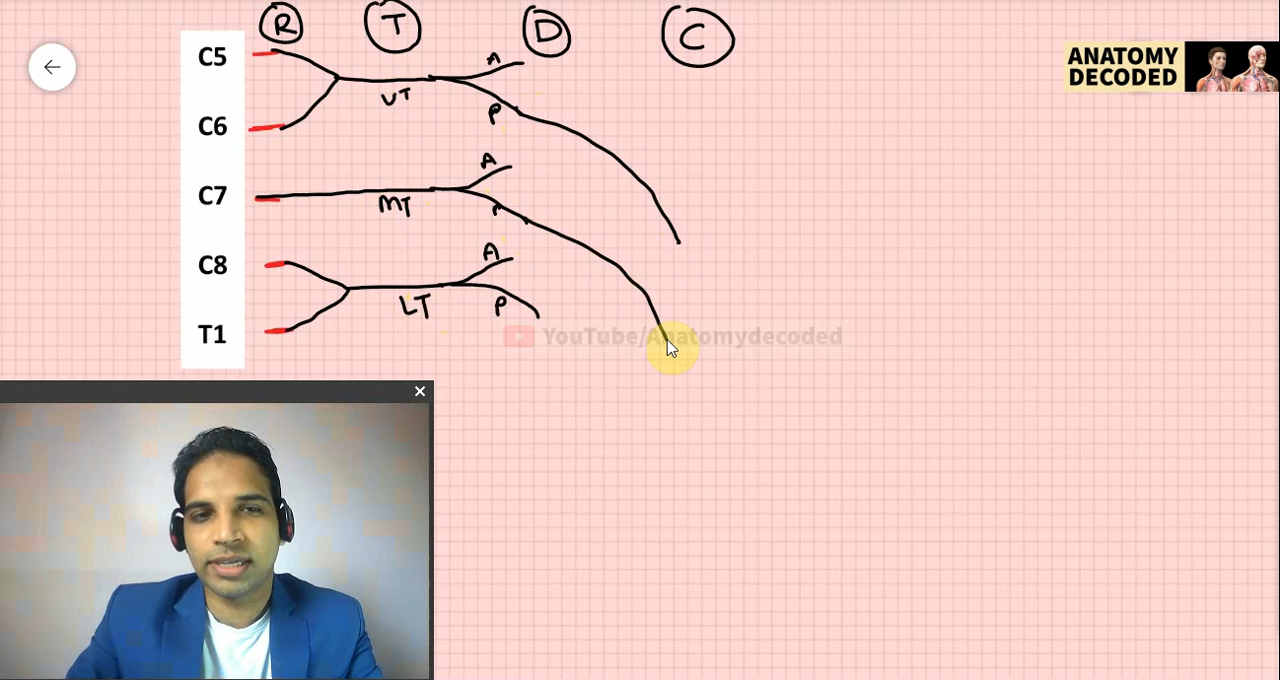 R T D C
ANATOMY
DECODED
C5
A
UT
P
C6
A
C7
MT
A
C8
LT
P
T1
YouTube/Anatomydecoded